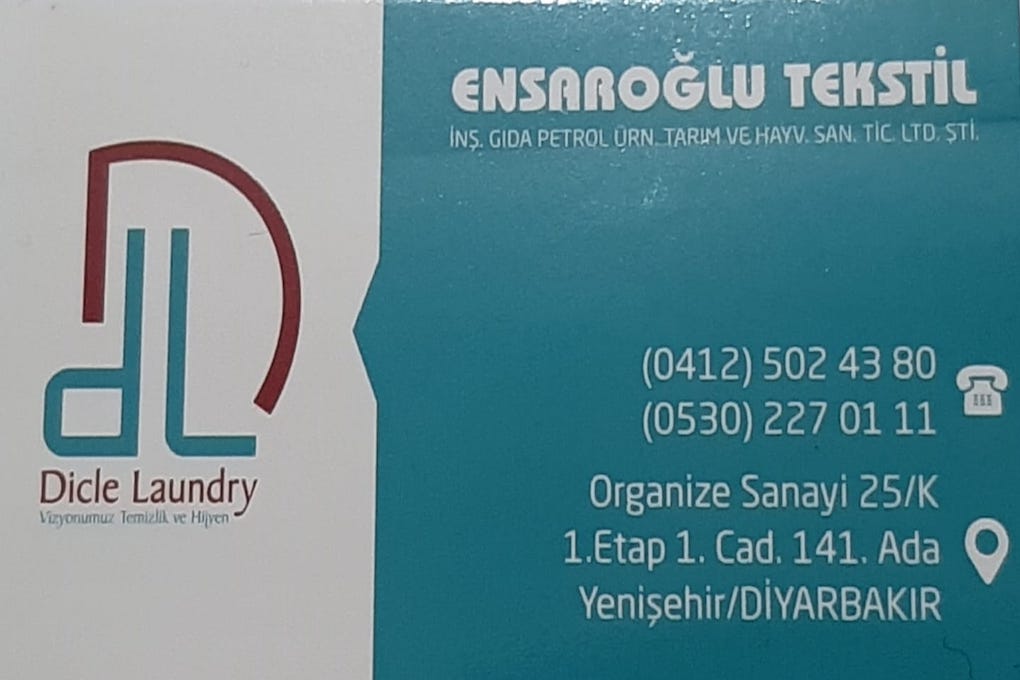 ENSAROĞLU TEKSTİL
İNŞ. GIDA PETROL ÜRN. TARIM VE HAYV. SAN. TİC. LTD. ŞTİ.
dL
Dicle Laundry
Vizyonumuz Temizlik ve Hijyen
(0412) 502 43 80
(0530) 227 01 11
Organize Sanayi 25/K
1.Etap 1. Cad. 141. Ada
Yenişehir/DİYARBAKIR